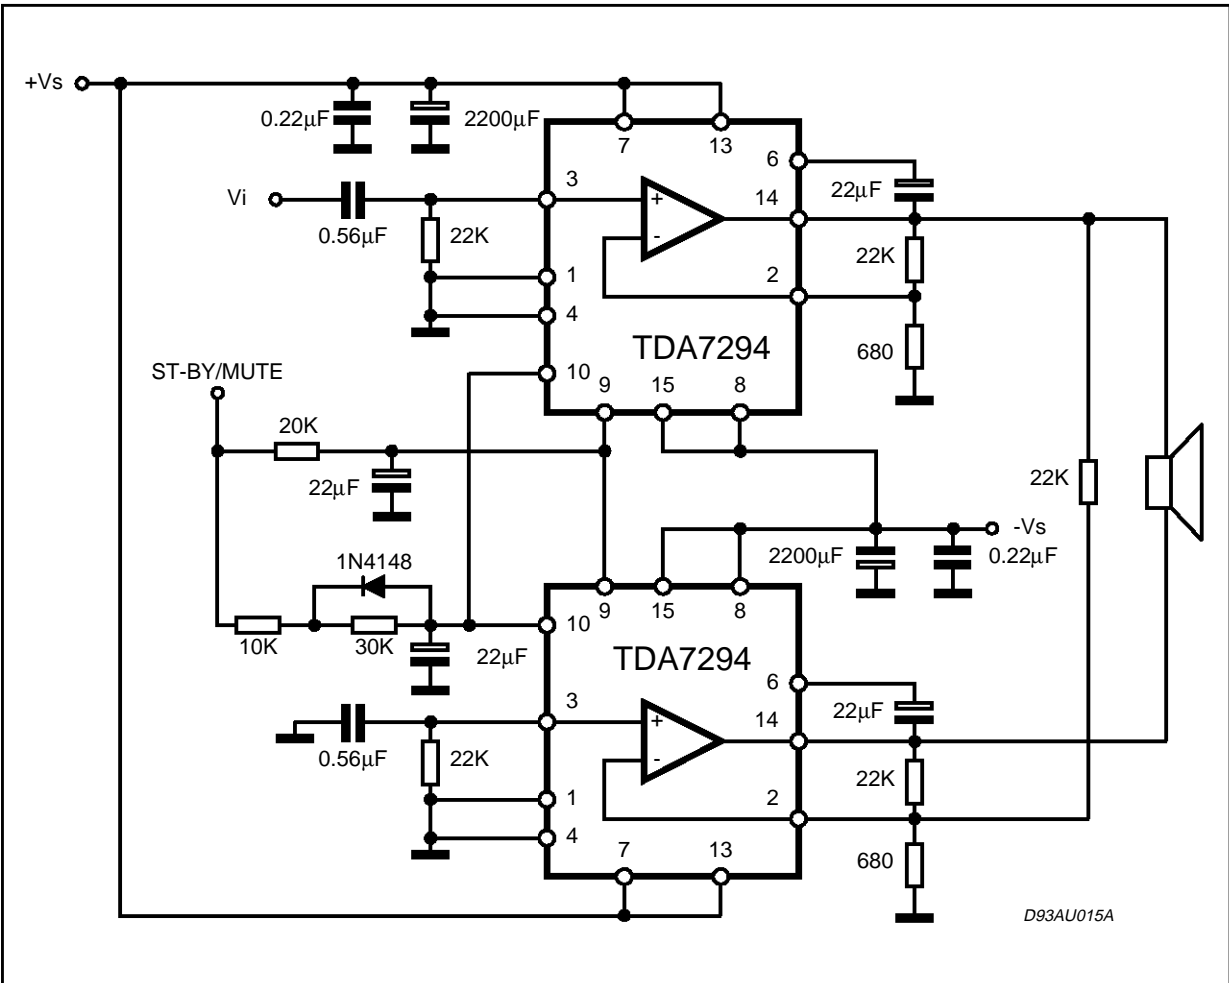 +Vs
0.22µF
2200µF
7
13
6
3
22µF
Vi
14
+
0.56µF
22K
-
22K
1
2
4
TDA7294
680
ST-BY/MUTE
10
9
15
8
20K
22µF
22K
-Vs
2200µF
0.22µF
1N4148
9
15
8
10
10K
30K
22µF
TDA7294
6
3
22µF
14
+
0.56µF
22K
-
22K
1
2
4
7
13
680
D93AU015A